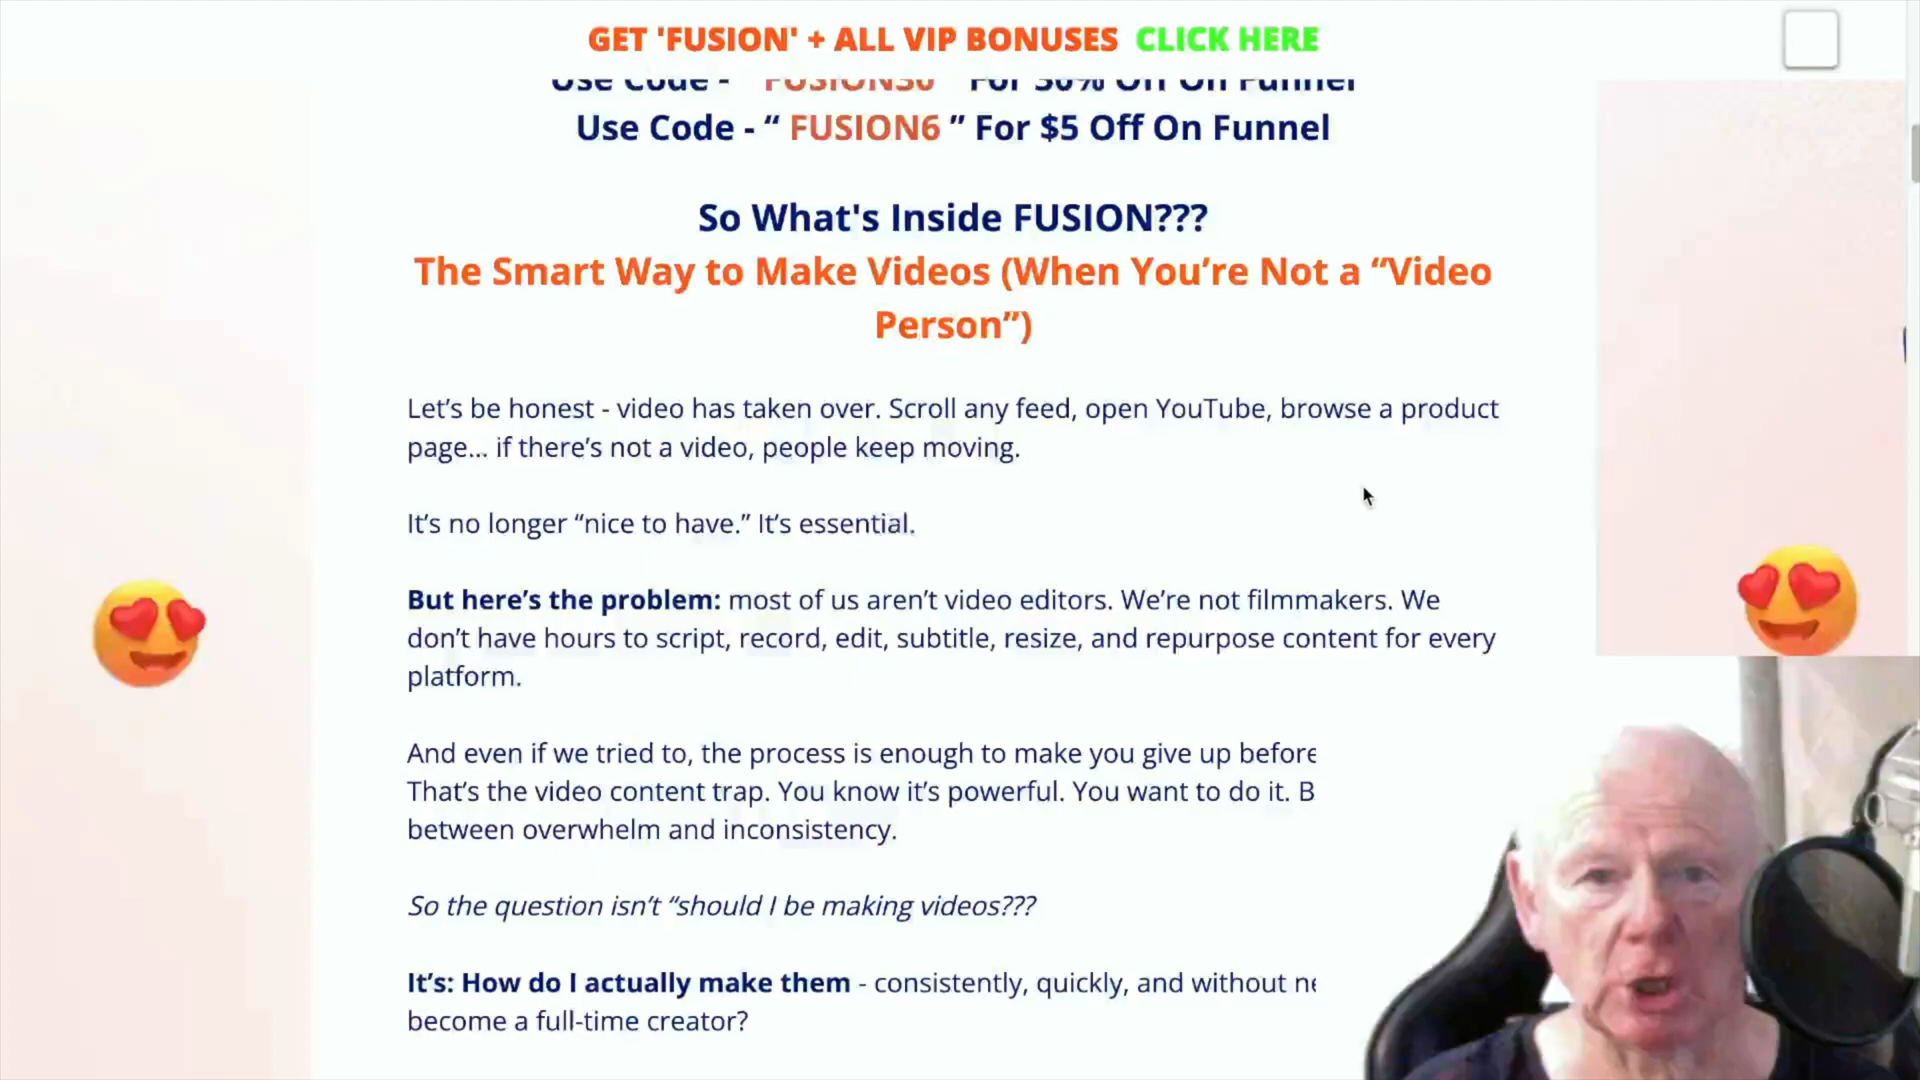 GET 'FUSION' + ALL VIP BONUSES CLICK HERE
Use Code - For Off On Funnel
Use Code - “ FUSION6 ” For $5 Off On Funnel
So What's Inside FUSION???
The Smart Way to Make Videos (When You’re Not a “Video
Person”)
Let’s be honest - video has taken over. Scroll any feed, open YouTube, browse a product
page... if there’s not a video, people keep moving.
It’s no longer “nice to have.” It’s essential.
But here’s the problem: most of us aren’t video editors. We’re not filmmakers. We
don’t have hours to script, record, edit, subtitle, resize, and repurpose content for every
platform.
And even if we tried to, the process is enough to make you give up before
That’s the video content trap. You know it’s powerful. You want to do it. B
between overwhelm and inconsistency.
So the question isn’t “should I be making videos???
It’s: How do I actually make them - consistently, quickly, and without ne
become a full-time creator?